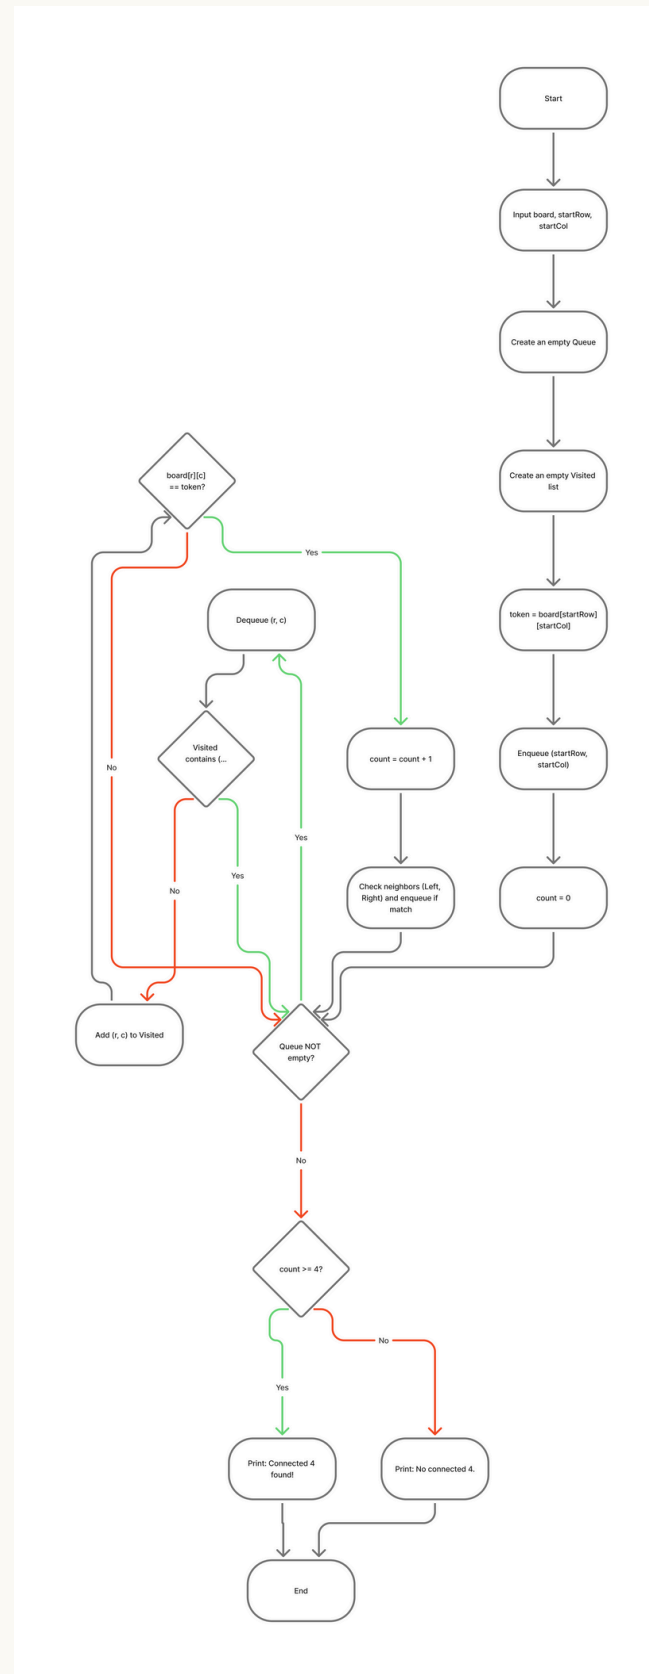 Start
Input board, startRow,
startCol
Create an empty Queue
Create an empty Visited
list
token = board[startRow]
[startCol]
Enqueue (startRow,
startCol)
count = 0
Queue NOT
empty?
Yes
Dequeue (r, c)
Visited
contains (...
Yes
No
Add (r, c) to Visited
board[r][c]
== token?
No
Yes
count = count + 1
Check neighbors (Left,
Right) and enqueue if
match
No
count >= 4?
Yes
No
Print: Connected 4
found!
Print: No connected 4.
End